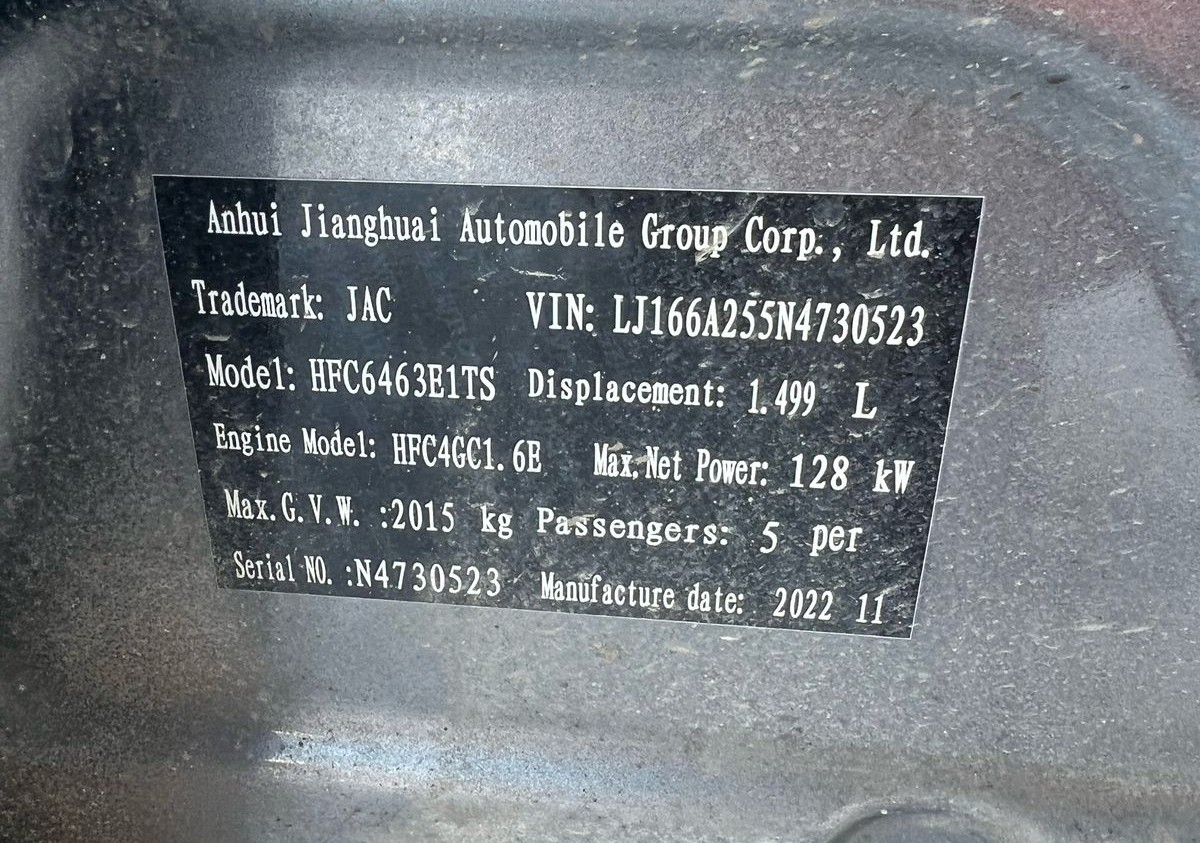 Anhui Jianghuai Automobile Group Corp., Ltd.
Trademark: JAC VIN: LJ166A255N4730523
Model: HFC6463E1TS Displacement: 1.499 L
Engine Model: HFC4GC1.6E Max.Net Power: 128 kW
Max.G.V.W. :2015 kg Passengers: 5 per
Serial NO. :N4730523 Manufacture date: 2022 11